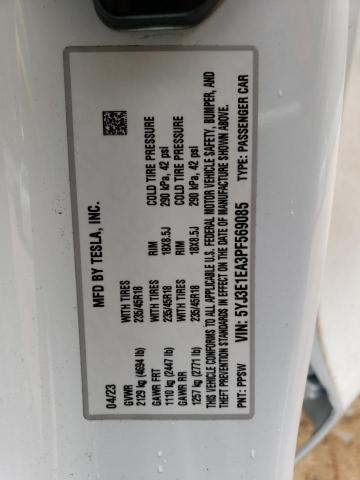 MFD BY TESLA, INC.
04/23
GVWR WITH TIRES RIM COLD TIRE PRESSURE
2129 kg (4694 lb) 235/45R18 18X8.5J 290 kPa, 42 psi
GAWR FRT WITH TIRES RIM COLD TIRE PRESSURE
1110 kg (2447 lb) 235/45R18 18X8.5J 290 kPa, 42 psi
GAWR RR
1257 kg (2771 lb)
THIS VEHICLE CONFORMS TO ALL APPLICABLE U.S. FEDERAL MOTOR VEHICLE SAFETY, BUMPER, AND
THEFT PREVENTION STANDARDS IN EFFECT ON THE DATE OF MANUFACTURE SHOWN ABOVE.
VIN: 5YJ3E1EA3PF569085
PNT: PPSW TYPE: PASSENGER CAR